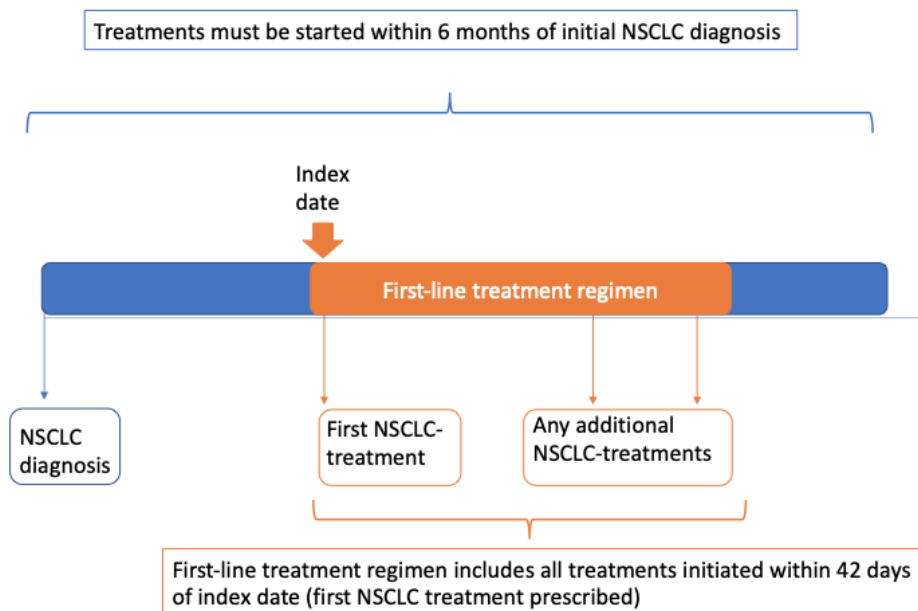 Treatments must be started within 6 months of initial NSCLC diagnosis
Index
date
First-line treatment regimen
NSCLC
diagnosis
First NSCLC-
treatment
Any additional
NSCLC-treatments
First-line treatment regimen includes all treatments initiated within 42 days
of index date (first NSCLC treatment prescribed)